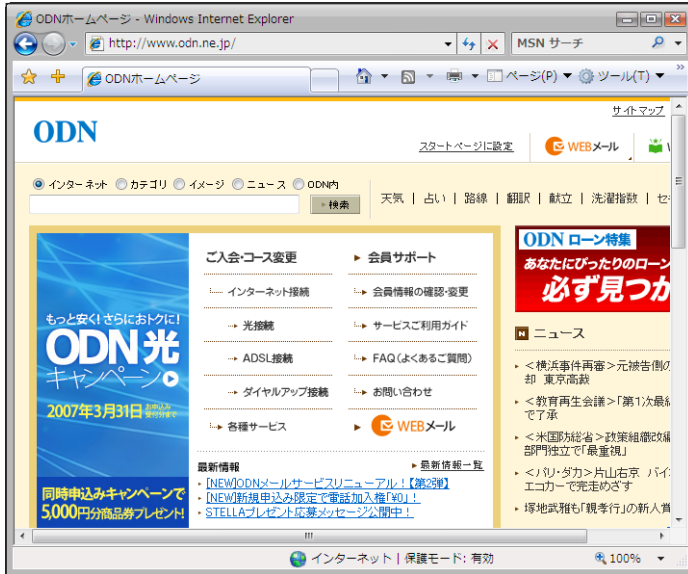 ODNホームページ - Windows Internet Explorer
http://www.odn.ne.jp/
MSN サーチ
ODNホームページ
ページ(P) ツール(T) »
サイトマップ
ODN
スタートページに設定 WEBメール
インターネット カテゴリ イメージ ニュース ODN内
検索
天気 | 占い | 路線 | 翻訳 | 献立 | 洗濯指数 | セ
もっと安く!さらにおトクに!
ODN光
キャンペーン
2007年3月31日
同時申込みキャンペーンで
5,000円分商品券プレゼント!
ご入会・コース変更
インターネット接続
光接続
ADSL接続
ダイヤルアップ接続
各種サービス
会員サポート
会員情報の確認・変更
サービスご利用ガイド
FAQ(よくあるご質問)
お問い合わせ
WEBメール
最新情報
最新情報一覧
[NEW]ODNメールサービスリニューアル!【第2弾】
[NEW]新規申込み限定で電話加入権「¥0」!
STELLAプレゼント応募メッセージ公開中!
ODN ローン特集
あなたにぴったりのローン
必ず見つか
N ニュース
<横浜事件再審>元被告側の
却 東京高裁
<教育再生会議>「第1次最終
で了承
<米国防総省>政策組織改編
部門独立で「最重視」
<パリ・ダカ>片山右京 バイ
エコカーで完走めざす
塚地武雅も「親孝行」の新人賞
インターネット | 保護モード: 有効
100%